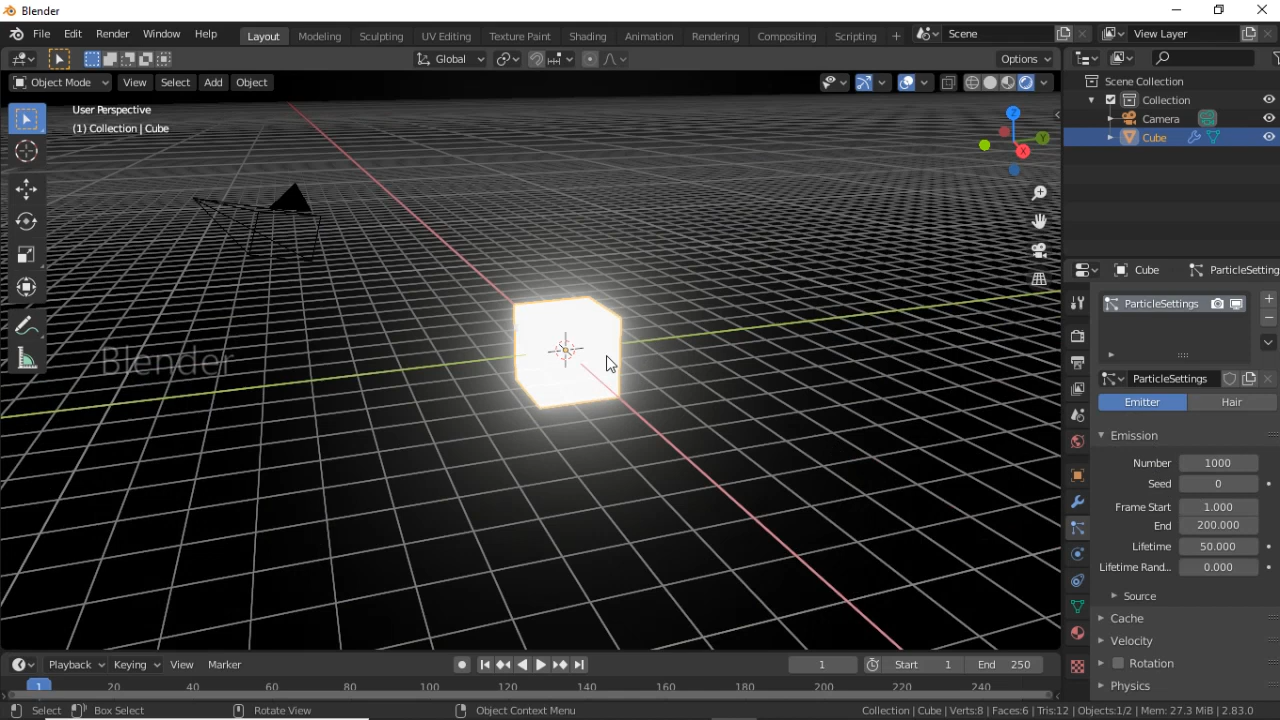 Blender
File Edit Render Window Help
Layout Modeling Sculpting UV Editing Texture Paint Shading Animation Rendering Compositing Scripting + Scene View Layer
Global Options
Object Mode View Select Add Object
User Perspective
(1) Collection | Cube
Z
Y
X
Scene Collection
Collection
Camera
Cube
Cube ParticleSetting
ParticleSettings
ParticleSettings
Emitter Hair
Emission
Number 1000
Seed 0
Frame Start 1.000
End 200.000
Lifetime 50.000
Lifetime Rand... 0.000
Source
Cache
Velocity
Rotation
Physics
Blender
Playback Keying View Marker 1 Start 1 End 250
1 20 40 60 80 100 120 140 160 180 200 220 240
Select Box Select Rotate View Object Context Menu Collection | Cube | Verts:8 | Faces:6 | Tris:12 | Objects:1/2 | Mem: 27.3 MiB | 2.83.0